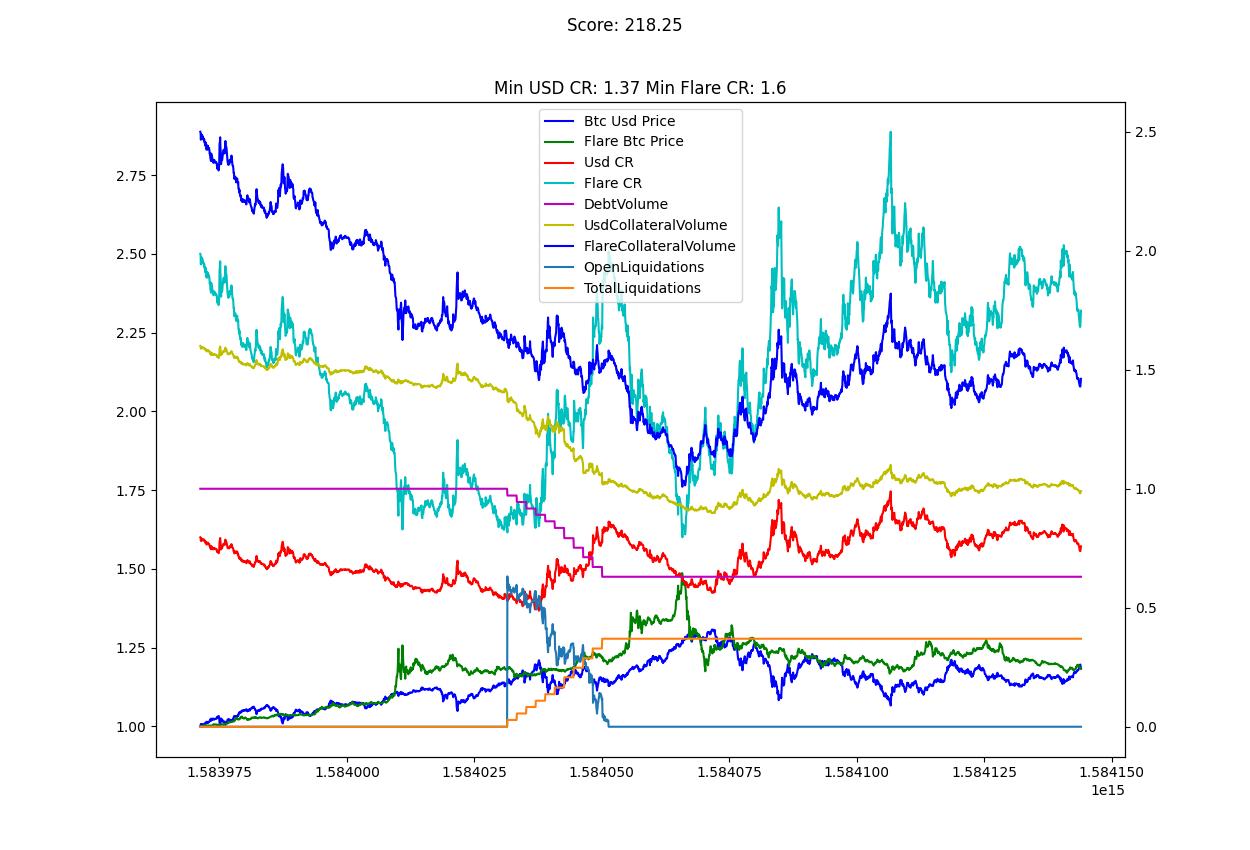 Score: 218.25
Min USD CR: 1.37 Min Flare CR: 1.6
Btc Usd Price
Flare Btc Price
Usd CR
Flare CR
DebtVolume
UsdCollateralVolume
FlareCollateralVolume
OpenLiquidations
TotalLiquidations
2.75
2.50
2.25
2.00
1.75
1.50
1.25
1.00
2.5
2.0
1.5
1.0
0.5
0.0
1.583975
1.584000
1.584025
1.584050
1.584075
1.584100
1.584125
1.584150
1e15